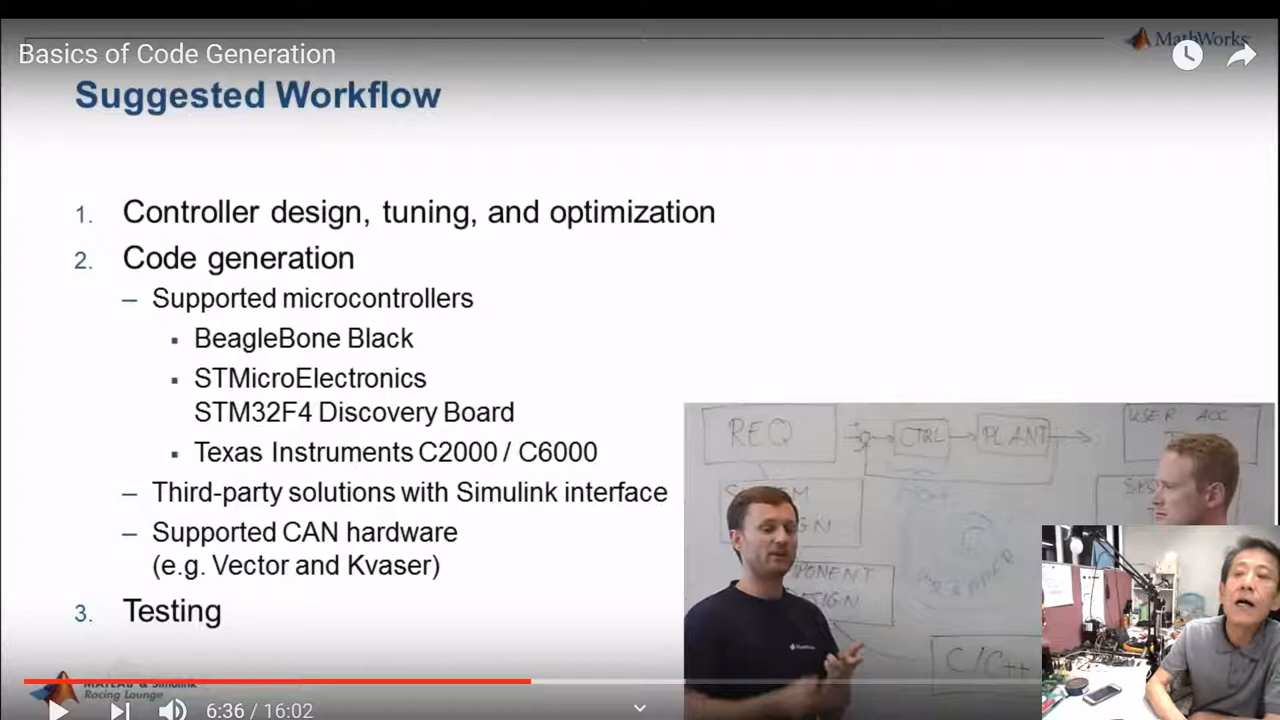 Basics of Code Generation
MathWorks
Suggested Workflow
1. Controller design, tuning, and optimization
2. Code generation
– Supported microcontrollers
▪ BeagleBone Black
▪ STMicroElectronics
STM32F4 Discovery Board
▪ Texas Instruments C2000 / C6000
– Third-party solutions with Simulink interface
– Supported CAN hardware
(e.g. Vector and Kvaser)
3. Testing
REQ
CTRL
PLANT
USER ACC
C/C++
MATLAB & Simulink
Racing Lounge
6:36 / 16:02